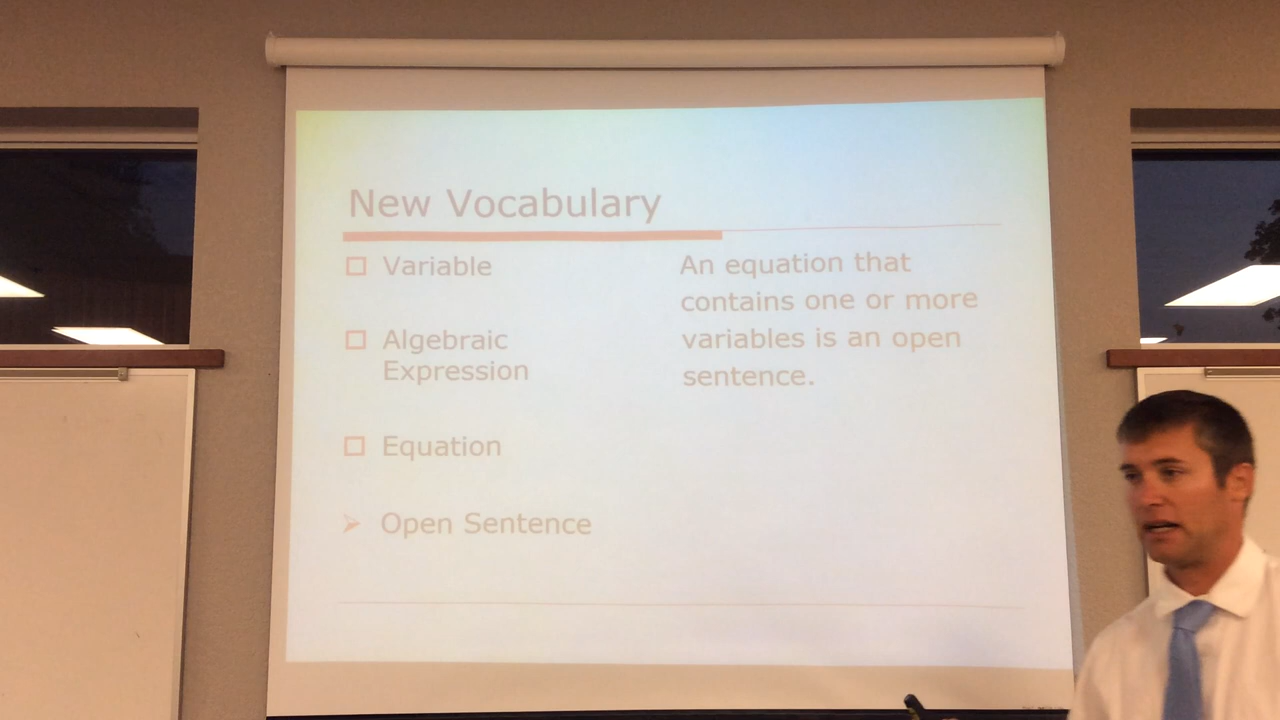 New Vocabulary
Variable
Algebraic
Expression
Equation
Open Sentence
An equation that
contains one or more
variables is an open
sentence.